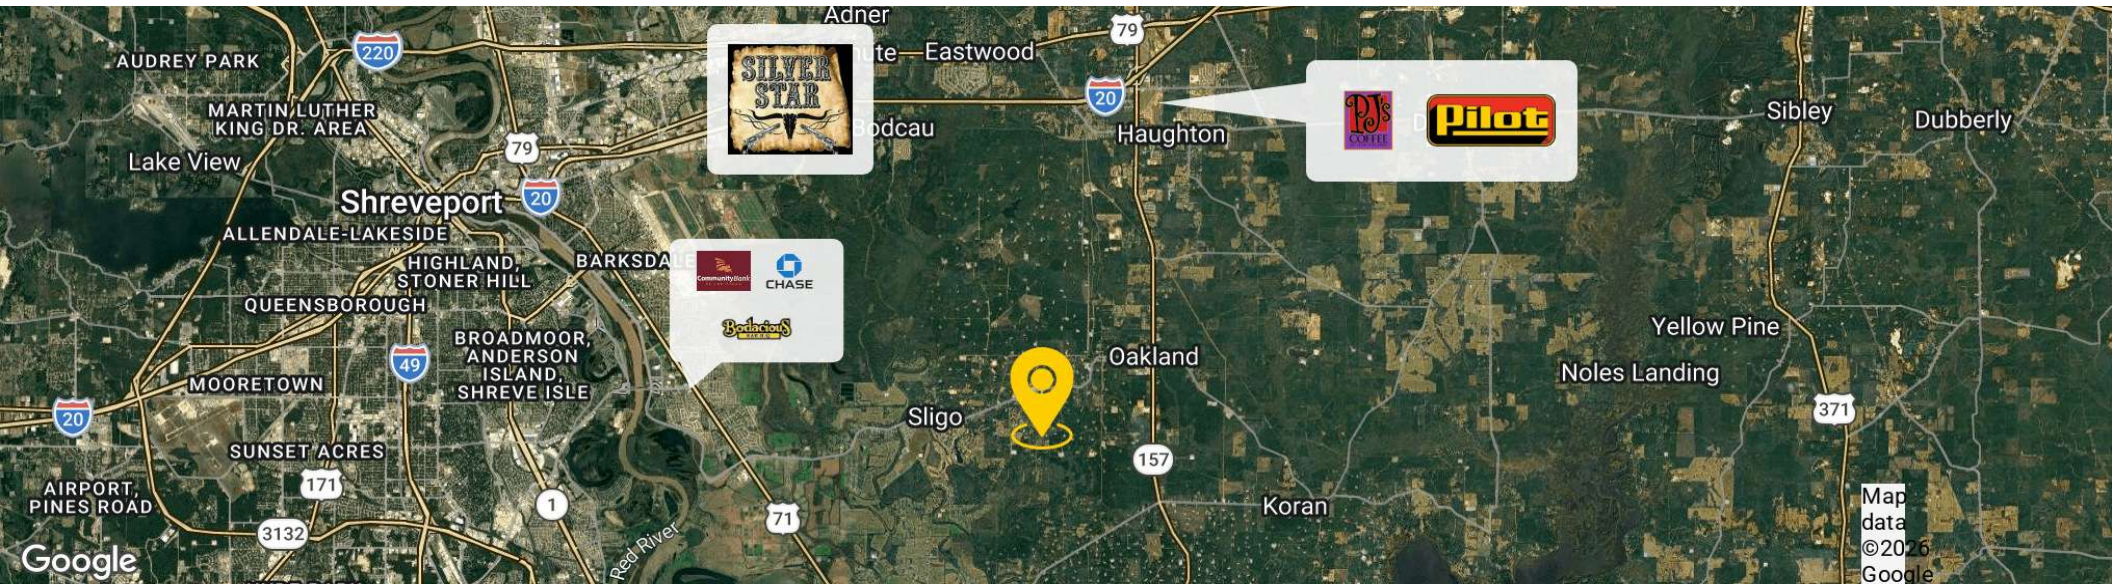 Adner
79
220
AUDREY PARK
SILVER
STAR
nute
Eastwood
20
PJ's
COFFEE
Pilot
MARTIN LUTHER
KING DR. AREA
Sibley
Dubberly
Bodcau
Haughton
79
Lake View
Shreveport
20
ALLENDALE-LAKESIDE
HIGHLAND,
STONER HILL
BARKSDALE
CommunityBank
CHASE
QUEENSBOROUGH
Bodacious
BROADMOOR,
ANDERSON
ISLAND,
SHREVE ISLE
Yellow Pine
49
Oakland
Noles Landing
MOORETOWN
20
Sligo
371
SUNSET ACRES
157
171
AIRPORT,
PINES ROAD
1
71
Koran
3132
Red River
Map
data
©2026
Google
Google